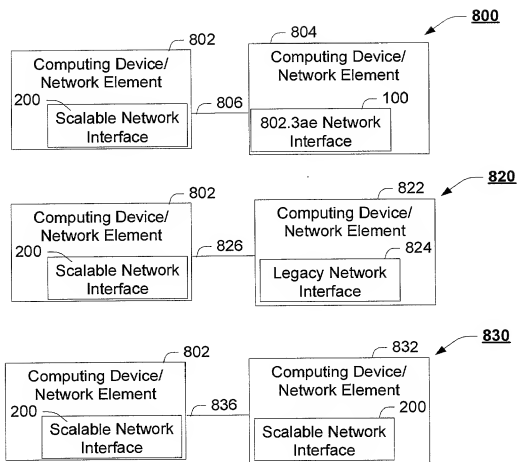 800
802
804
Computing Device/
Network Element
200
Scalable Network
Interface
806
Computing Device/
Network Element
100
802.3ae Network
Interface
820
802
822
Computing Device/
Network Element
200
Scalable Network
Interface
826
Computing Device/
Network Element
824
Legacy Network
Interface
830
802
832
Computing Device/
Network Element
200
Scalable Network
Interface
836
Computing Device/
Network Element
200
Scalable Network
Interface